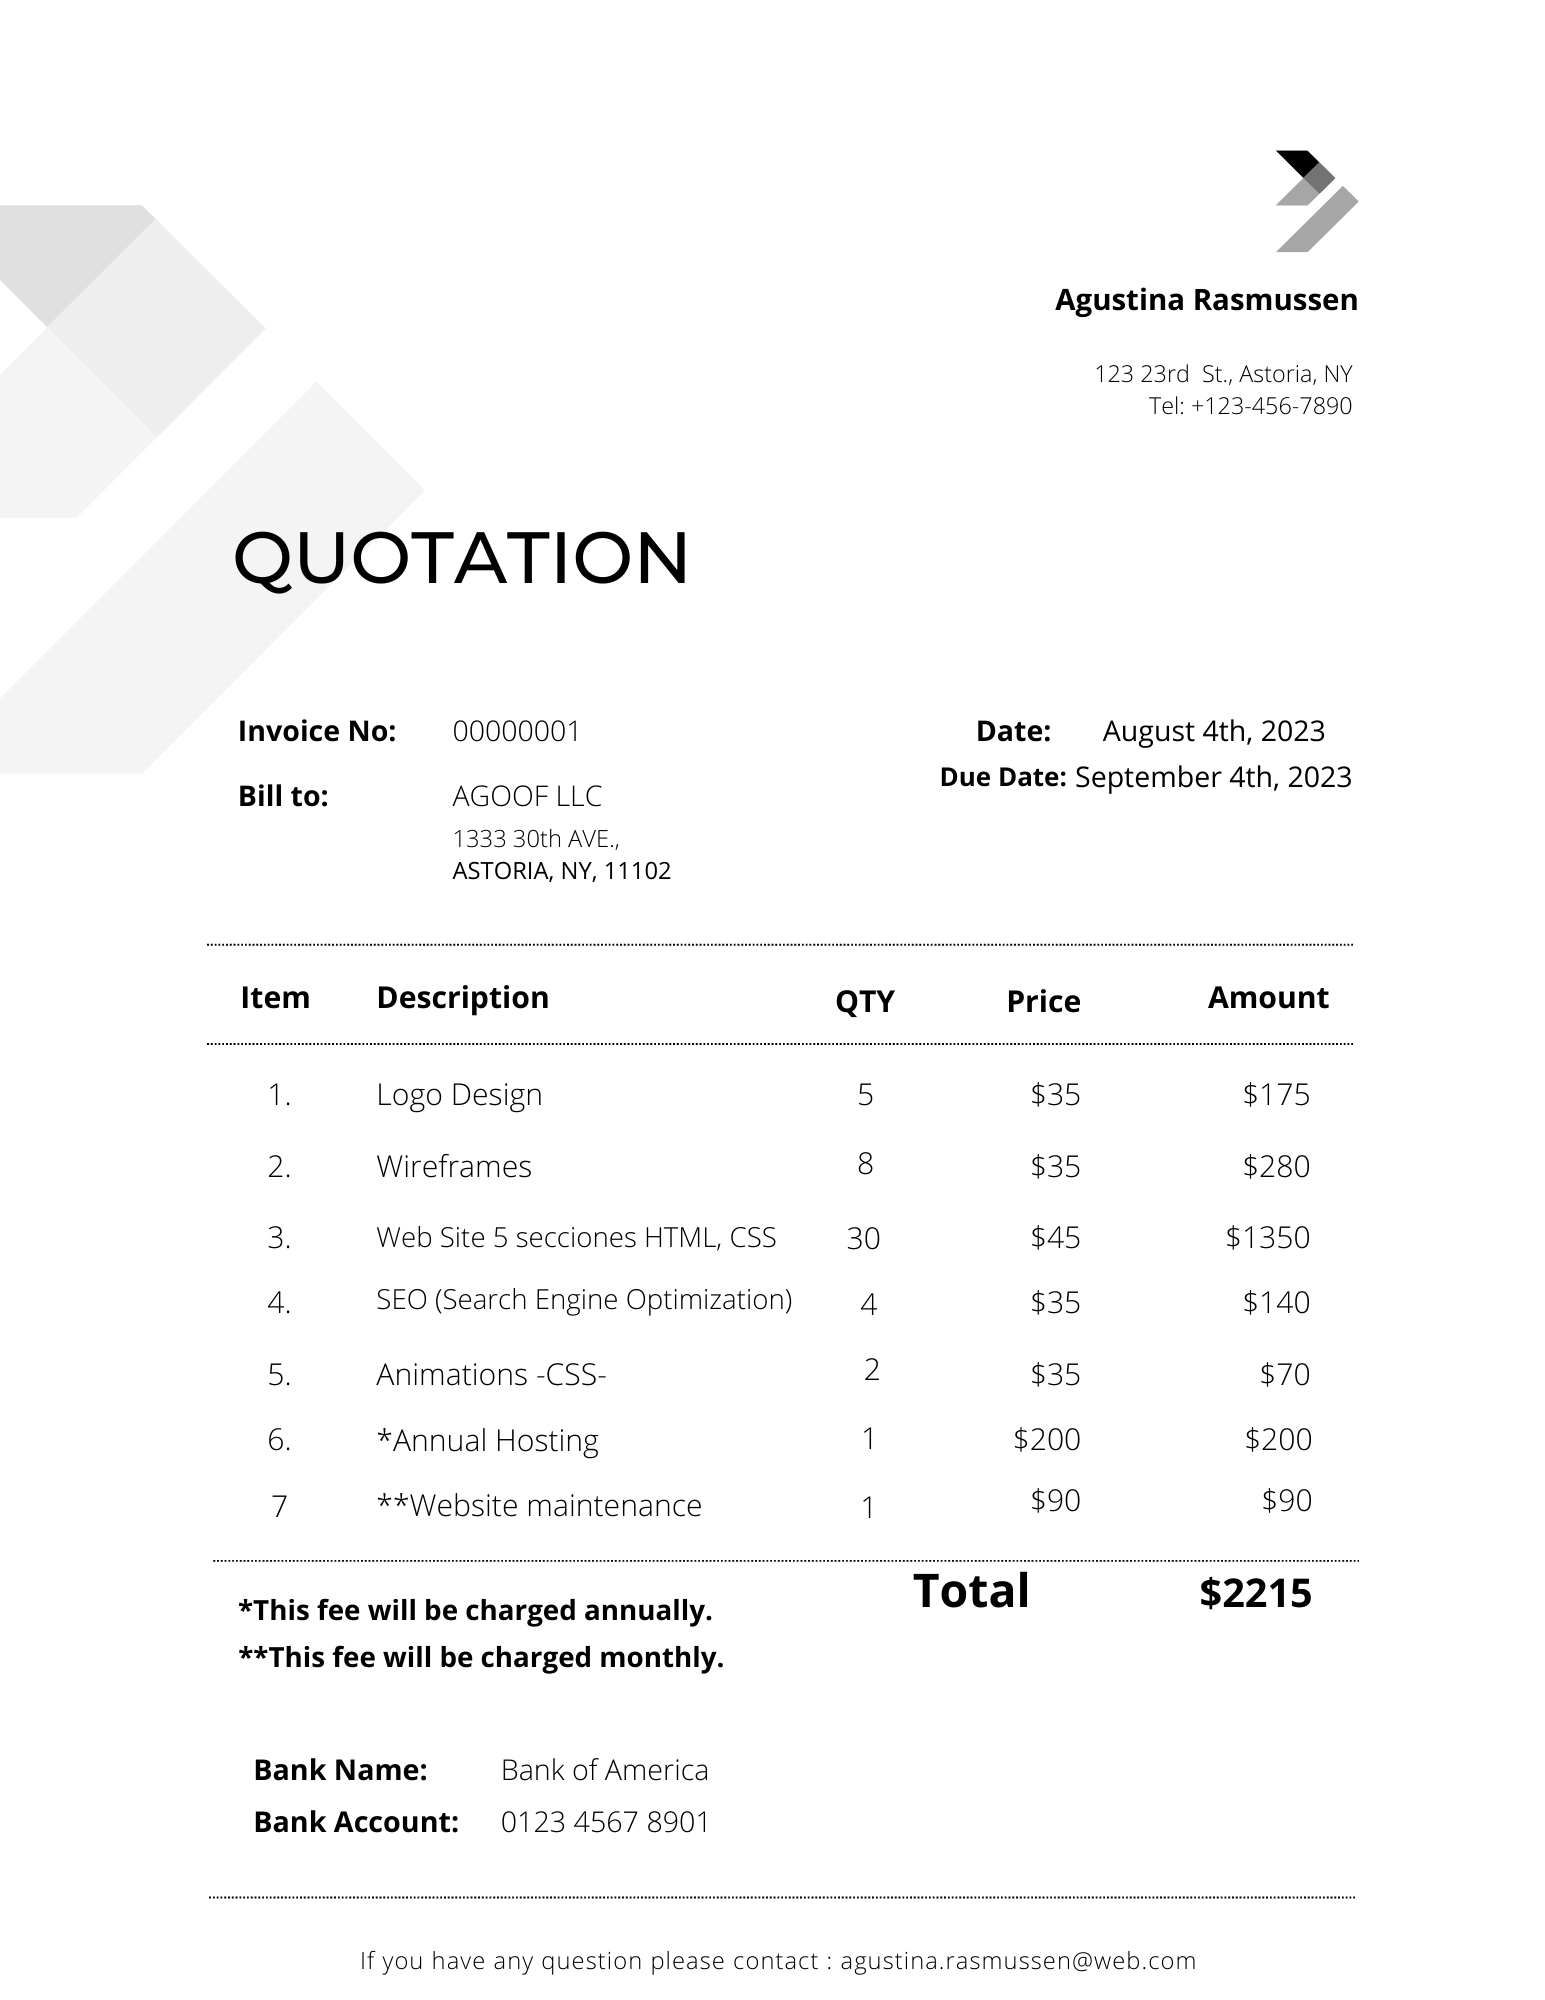 Agustina Rasmussen
123 23rd St., Astoria, NY
Tel: +123-456-7890
QUOTATION
Invoice No: 00000001 Date: August 4th, 2023
Due Date: September 4th, 2023
Bill to: AGOOF LLC
1333 30th AVE.,
ASTORIA, NY, 11102
Item Description QTY Price Amount
1. Logo Design 5 $35 $175
2. Wireframes 8 $35 $280
3. Web Site 5 secciones HTML, CSS 30 $45 $1350
4. SEO (Search Engine Optimization) 4 $35 $140
5. Animations -CSS- 2 $35 $70
6. *Annual Hosting 1 $200 $200
7 **Website maintenance 1 $90 $90
Total $2215
*This fee will be charged annually.
**This fee will be charged monthly.
Bank Name: Bank of America
Bank Account: 0123 4567 8901
If you have any question please contact : agustina.rasmussen@web.com